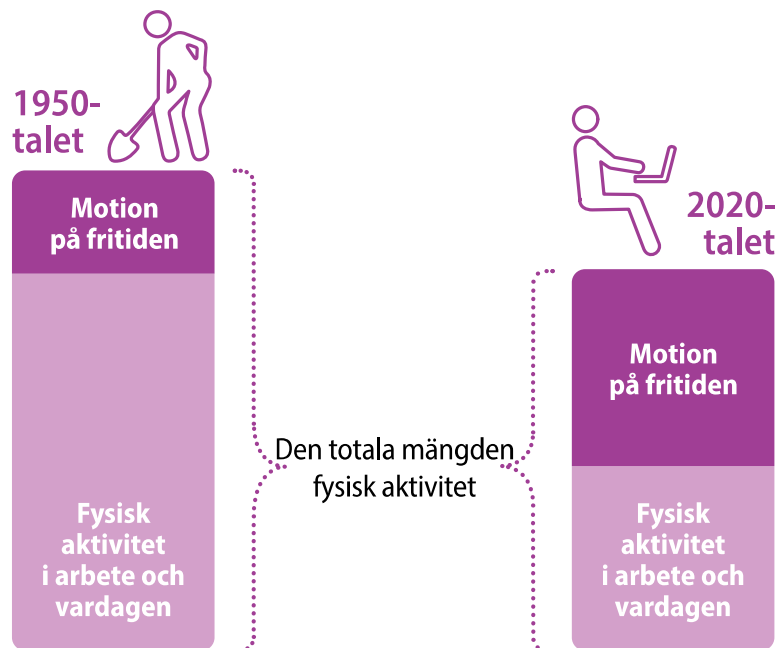 1950-
talet
Motion
på fritiden
Fysisk
aktivitet
i arbete och
vardagen
Den totala mängden
fysisk aktivitet
2020-
talet
Motion
på fritiden
Fysisk
aktivitet
i arbete och
vardagen